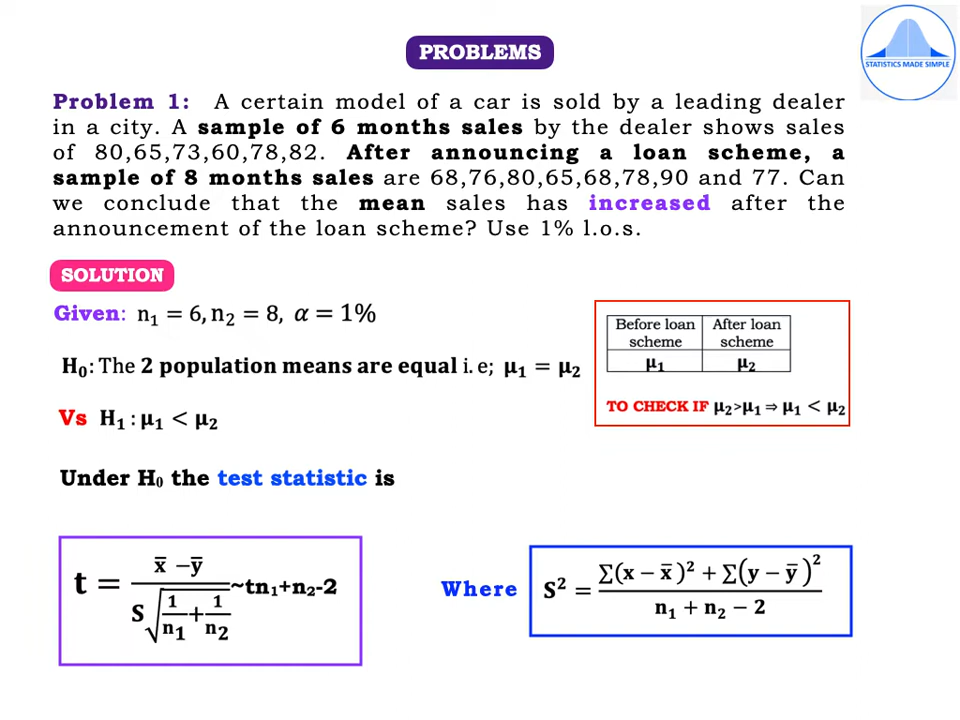 PROBLEMS
STATISTICS MADE SIMPLE
Problem 1: A certain model of a car is sold by a leading dealer
in a city. A sample of 6 months sales by the dealer shows sales
of 80,65,73,60,78,82. After announcing a loan scheme, a
sample of 8 months sales are 68,76,80,65,68,78,90 and 77. Can
we conclude that the mean sales has increased after the
announcement of the loan scheme? Use 1% l.o.s.
SOLUTION
Given: n₁ = 6, n₂ = 8, α = 1%
Before loan scheme | After loan scheme
μ₁ | μ₂
TO CHECK IF μ₂>μ₁ ⇒ μ₁ < μ₂
H₀: The 2 population means are equal i. e; μ₁ = μ₂
Vs H₁ : μ₁ < μ₂
Under H₀ the test statistic is
t = (x̄ −ȳ) / (S√(1/n₁+1/n₂)) ~tn₁+n₂-2
Where S² = (Σ(x − x̄ )² + Σ(y − ȳ )²) / (n₁ + n₂ − 2)